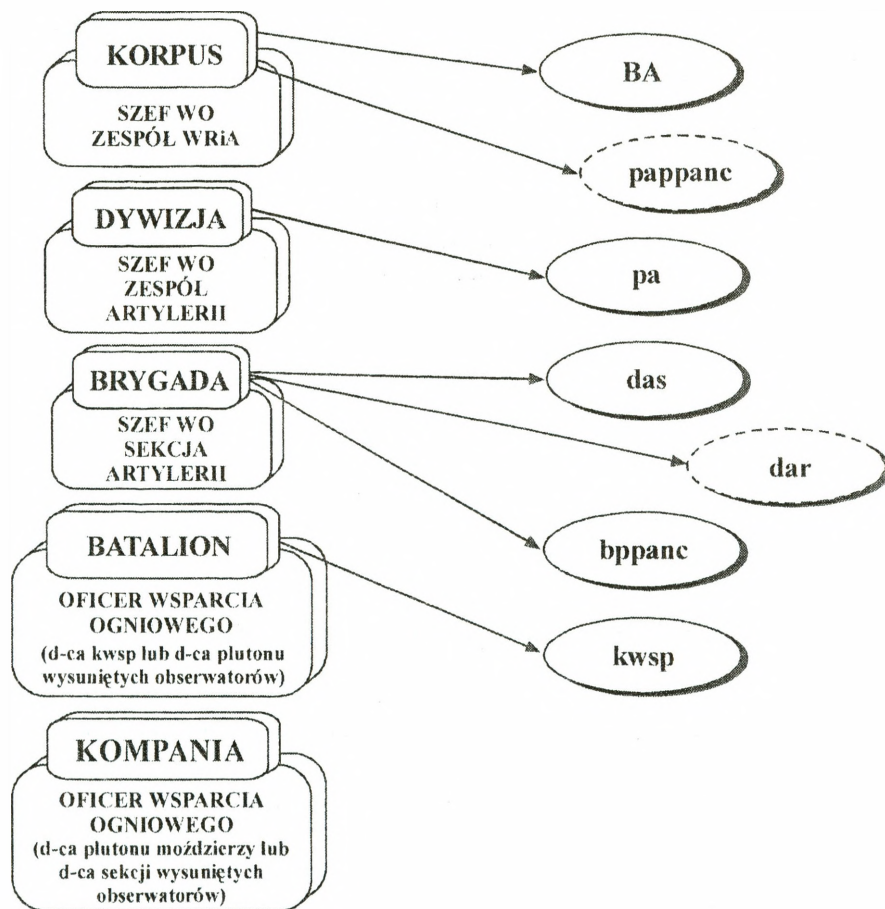 KORPUS
SZEF WO
ZESPÓŁ WRiA
BA
pappanc
DYWIZJA
SZEF WO
ZESPÓŁ
ARTYLERII
pa
BRYGADA
SZEF WO
SEKCJA
ARTYLERII
das
dar
bppanc
BATALION
OFICER WSPARCIA
OGNIOWEGO
(d-ca kwsp lub d-ca plutonu
wysuniętych obserwatorów)
kwsp
KOMPANIA
OFICER WSPARCIA
OGNIOWEGO
(d-ca plutonu moździerzy lub
d-ca sekcji wysuniętych
obserwatorów)